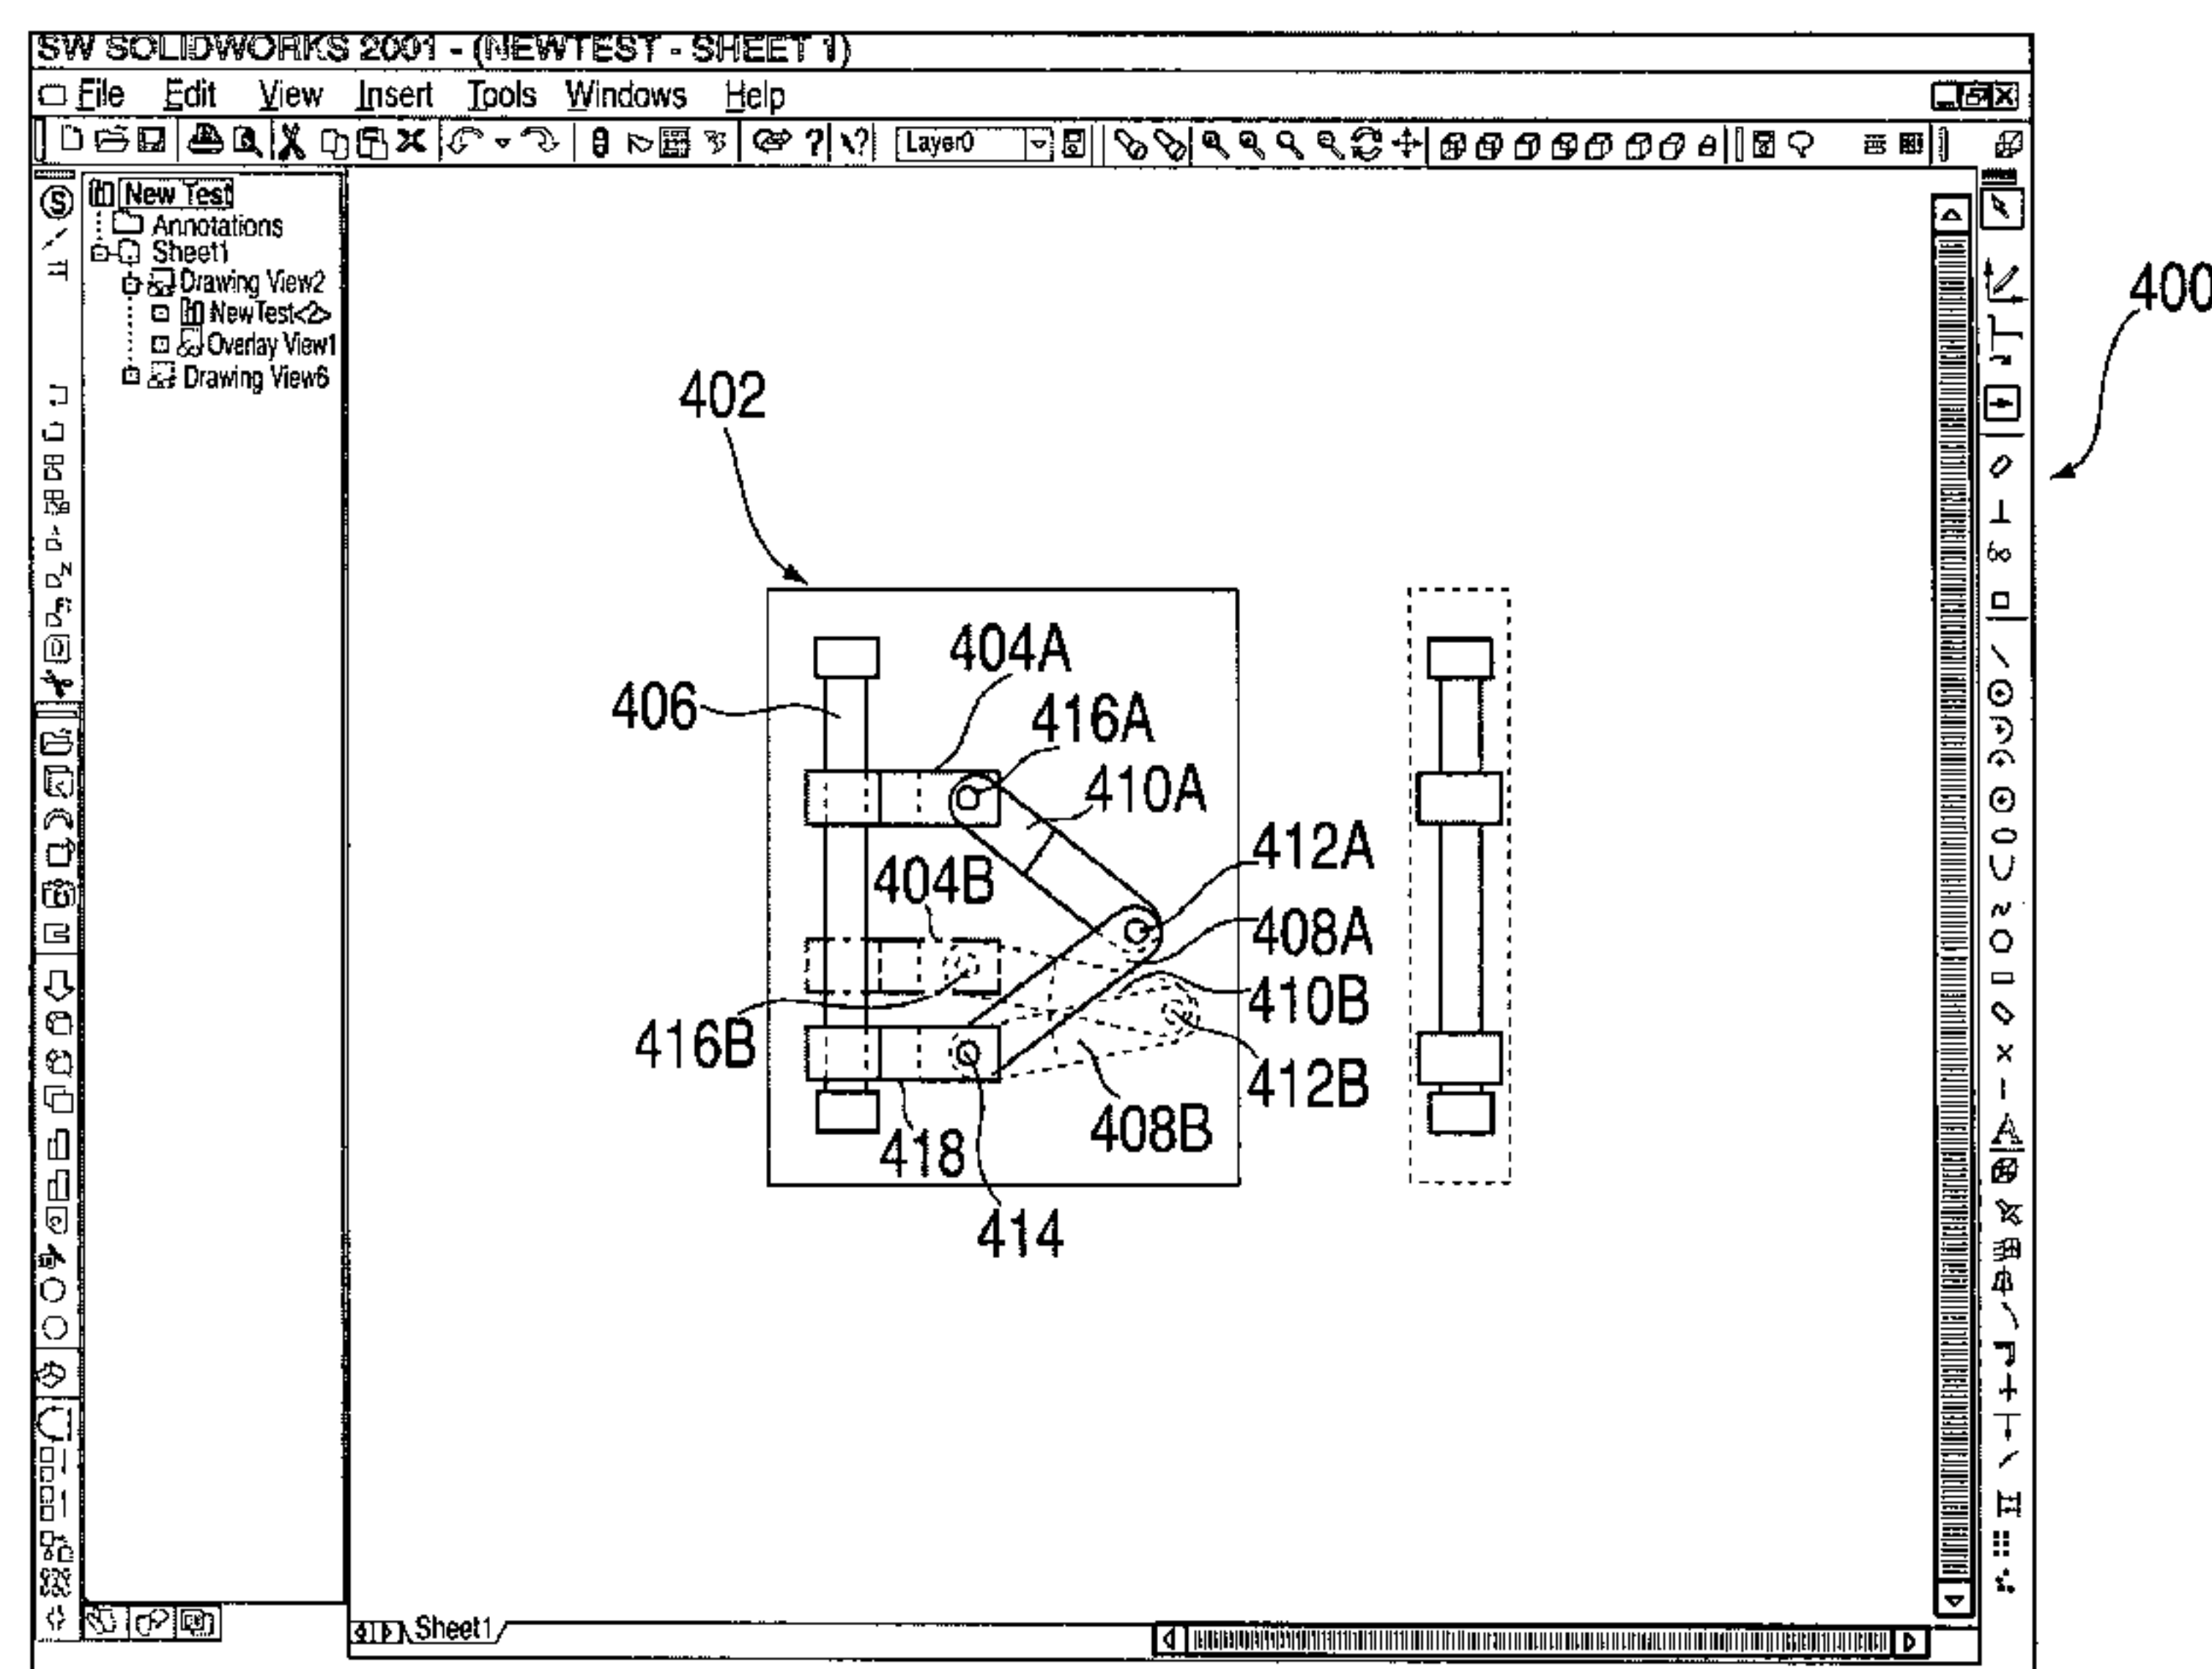 SW SOLIDWORKS 2001 - (NEWTEST - SHEET 1)
File Edit View Insert Tools Windows Help
Layer0
New Test
Annotations
Sheet1
Drawing View2
NewTest<2>
Overlay View1
Drawing View6
400
402
404A
406
416A
410A
412A
404B
408A
410B
416B
412B
408B
418
414
Sheet1